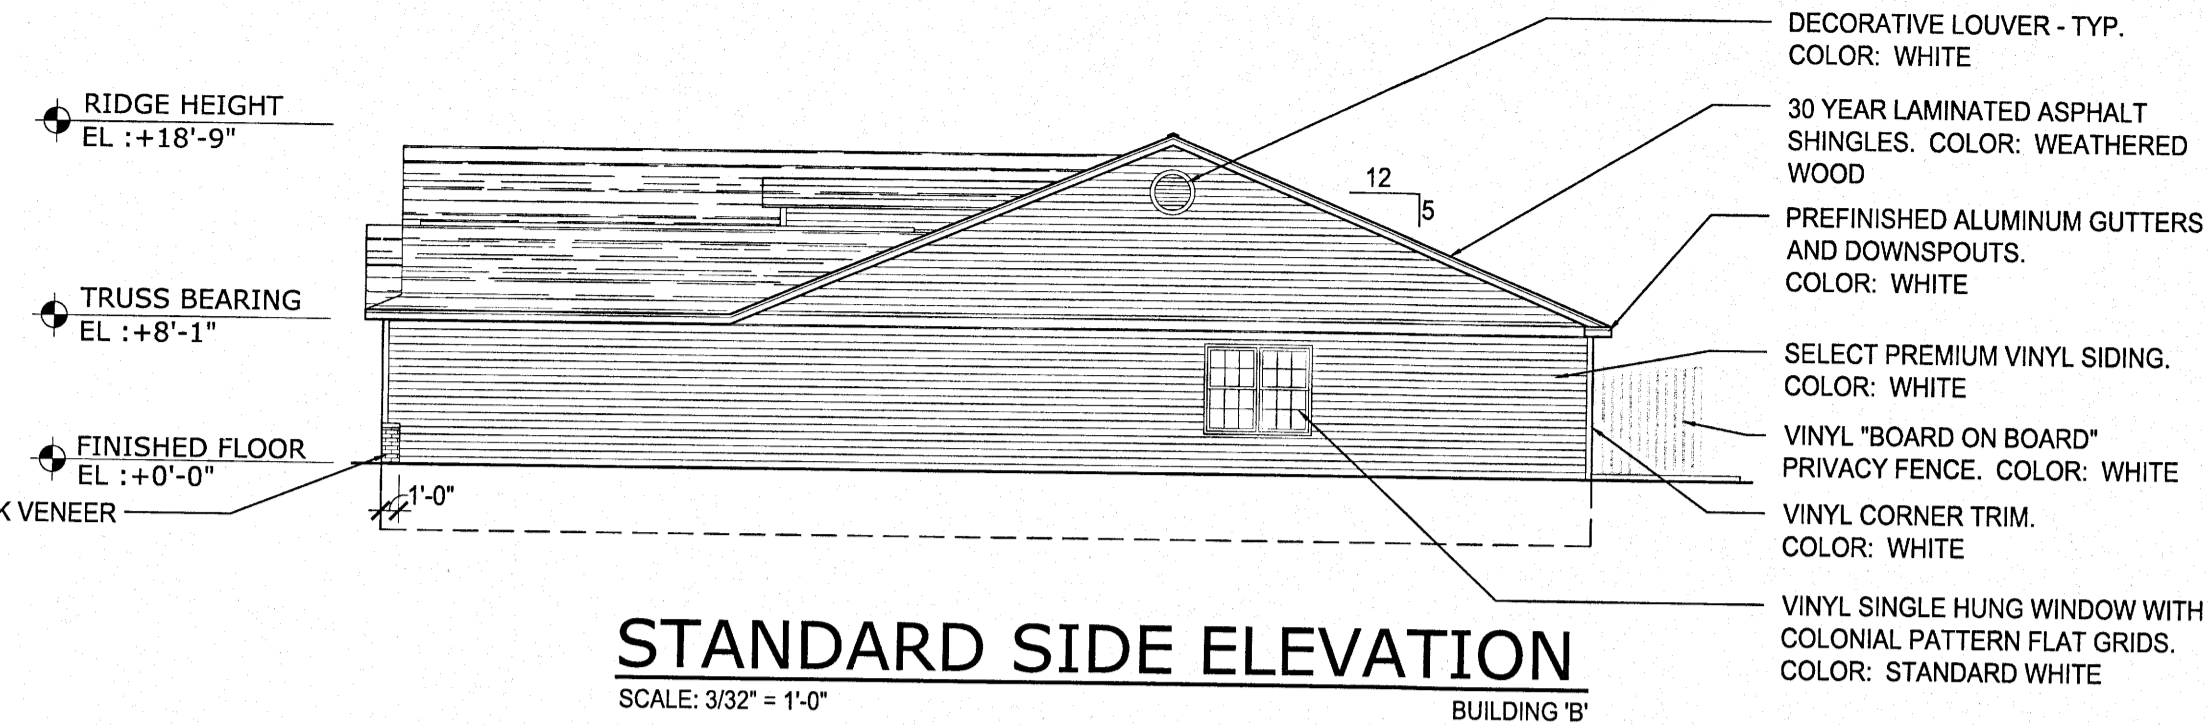 RIDGE HEIGHT
EL :+18'-9"
TRUSS BEARING
EL :+8'-1"
FINISHED FLOOR
EL :+0'-0"
K VENEER
1'-0"
12
5
DECORATIVE LOUVER - TYP.
COLOR: WHITE
30 YEAR LAMINATED ASPHALT
SHINGLES. COLOR: WEATHERED
WOOD
PREFINISHED ALUMINUM GUTTERS
AND DOWNSPOUTS.
COLOR: WHITE
SELECT PREMIUM VINYL SIDING.
COLOR: WHITE
VINYL "BOARD ON BOARD"
PRIVACY FENCE. COLOR: WHITE
VINYL CORNER TRIM.
COLOR: WHITE
VINYL SINGLE HUNG WINDOW WITH
COLONIAL PATTERN FLAT GRIDS.
COLOR: STANDARD WHITE
STANDARD SIDE ELEVATION
SCALE: 3/32" = 1'-0"
BUILDING 'B'